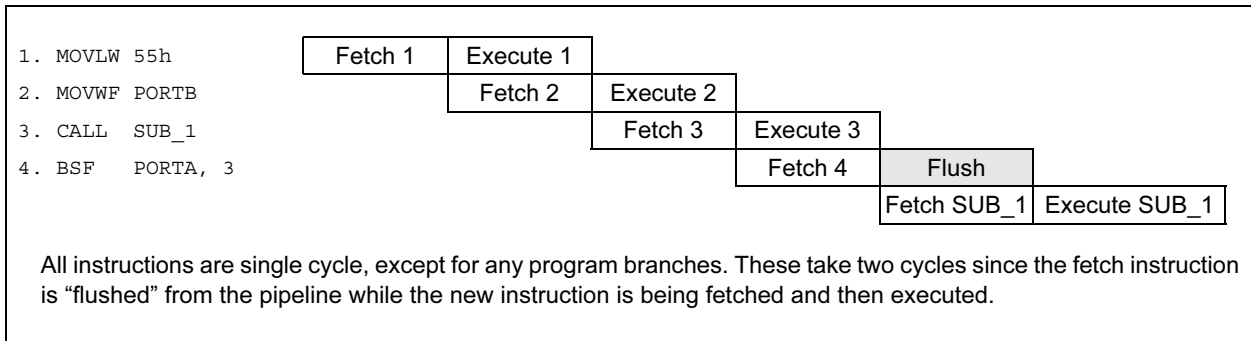 1. MOVLW 55h Fetch 1 Execute 1
2. MOVWF PORTB Fetch 2 Execute 2
3. CALL SUB_1 Fetch 3 Execute 3
4. BSF PORTA, 3 Fetch 4 Flush
Fetch SUB_1 Execute SUB_1
All instructions are single cycle, except for any program branches. These take two cycles since the fetch instruction
is “flushed” from the pipeline while the new instruction is being fetched and then executed.